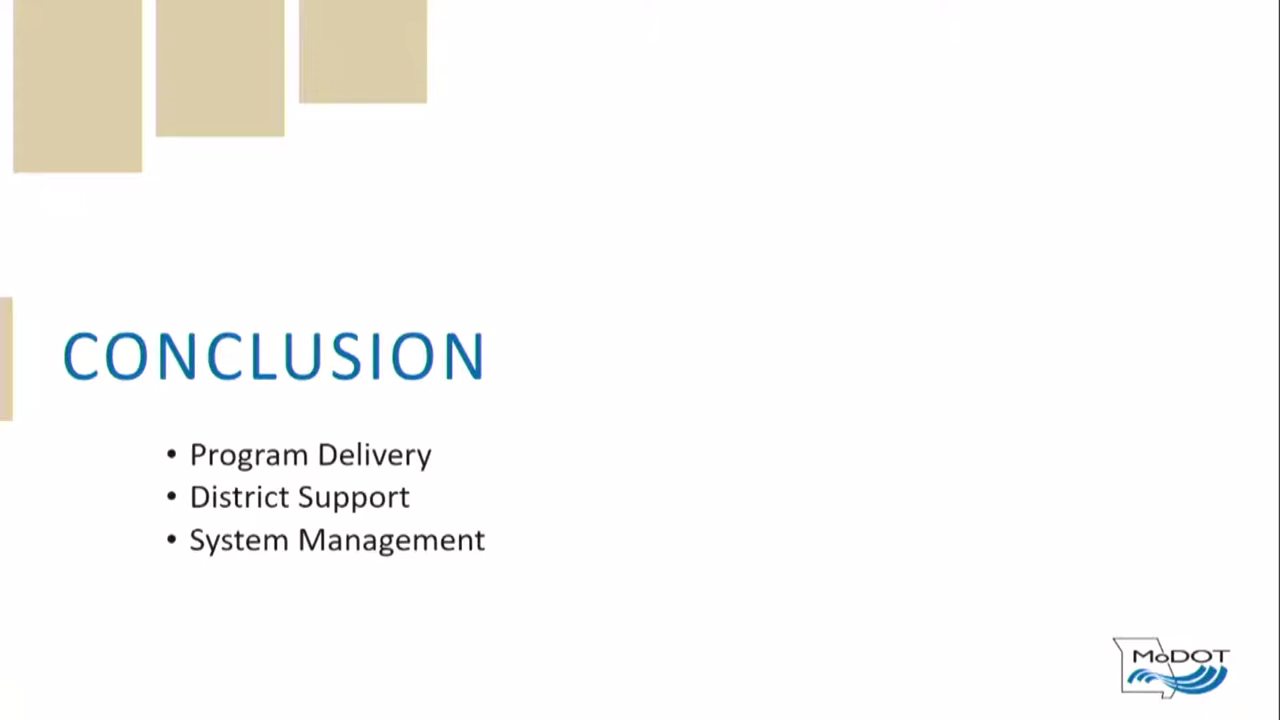 CONCLUSION
• Program Delivery
• District Support
• System Management
MoDOT